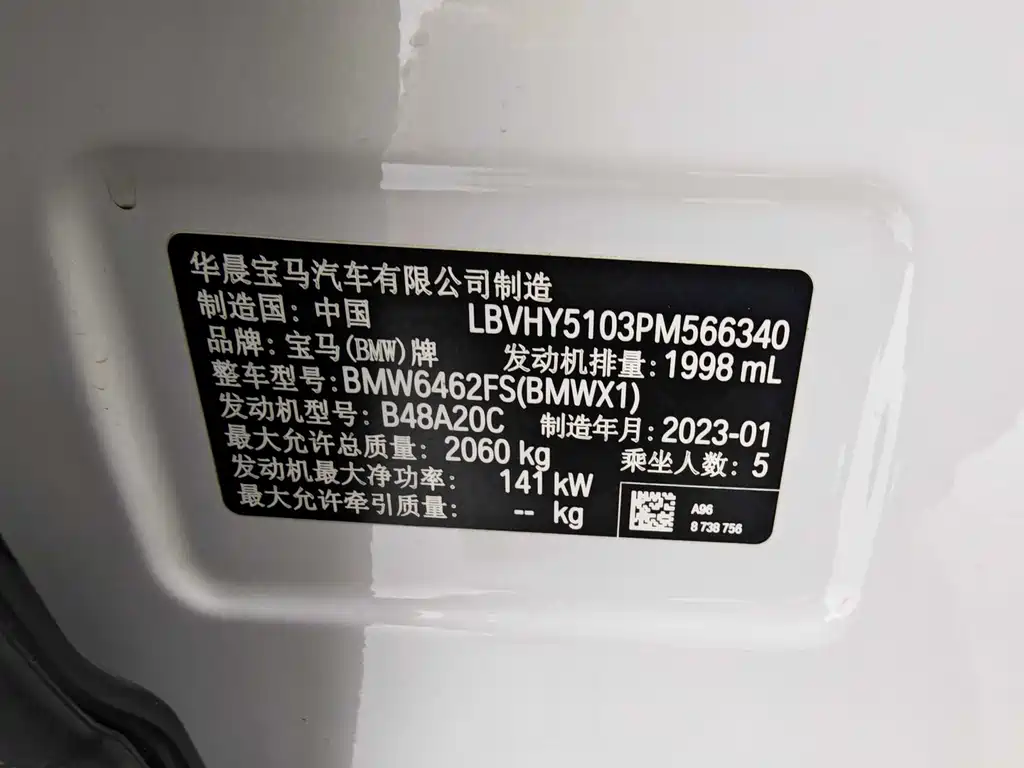 华晨宝马汽车有限公司制造
制造国: 中国 LBVHY5103PM566340
品牌: 宝马(BMW)牌 发动机排量: 1998 mL
整车型号: BMW6462FS(BMWX1)
发动机型号: B48A20C 制造年月: 2023-01
最大允许总质量: 2060 kg 乘坐人数: 5
发动机最大净功率: 141 kW
最大允许牵引质量: -- kg
A96
8 738 756